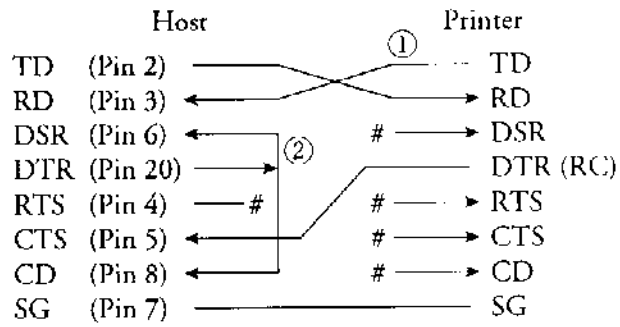 Host Printer
① 
TD (Pin 2) TD
RD (Pin 3) RD
DSR (Pin 6) # DSR
②
DTR (Pin 20) DTR (RC)
RTS (Pin 4) # # RTS
CTS (Pin 5) # CTS
CD (Pin 8) # CD
SG (Pin 7) SG